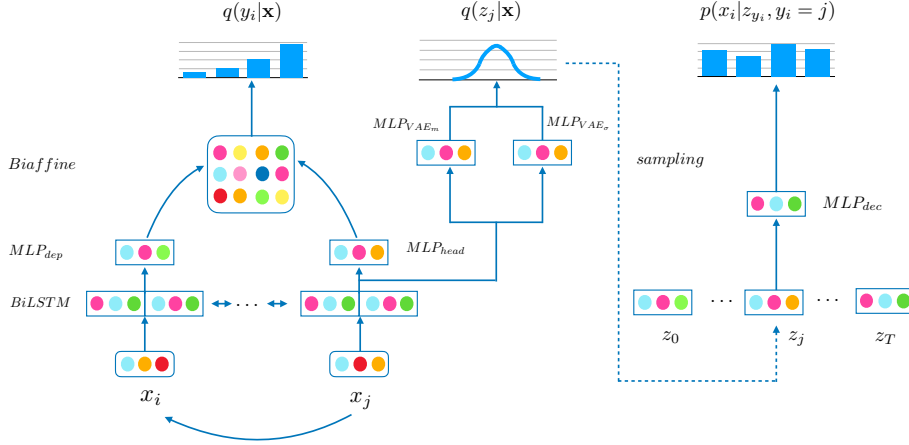 q(y_i|𝐱)
q(z_j|𝐱)
p(x_i|z_{y_i}, y_i = j)
MLP_{VAE_m}
MLP_{VAE_σ}
Biaffine
sampling
MLP_{dec}
MLP_{dep}
MLP_{head}
BiLSTM
· · ·
· · ·
· · ·
z_0
z_j
z_T
x_i
x_j